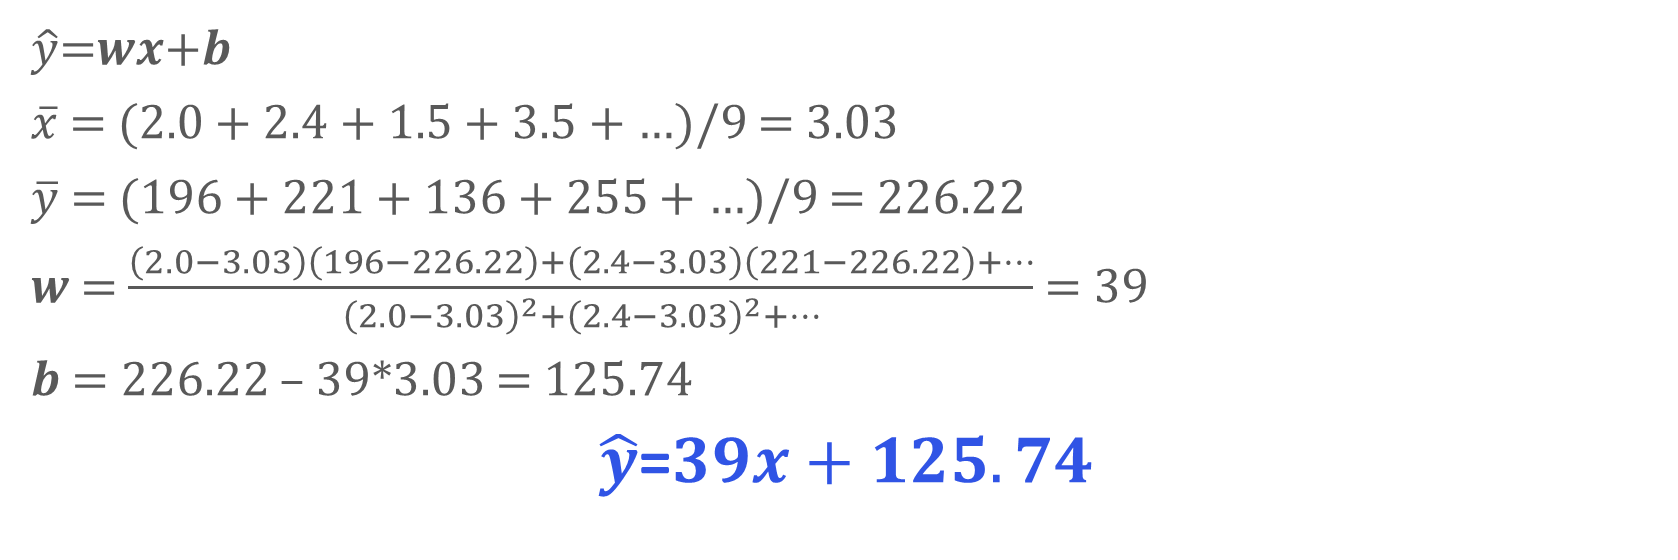 ŷ=wx+b
x̄ = (2.0 + 2.4 + 1.5 + 3.5 + ...)/9 = 3.03
ȳ = (196 + 221 + 136 + 255 + ...)/9 = 226.22
w = (2.0−3.03)(196−226.22)+(2.4−3.03)(221−226.22)+⋯ / (2.0−3.03)²+(2.4−3.03)²+⋯ = 39
b = 226.22 – 39*3.03 = 125.74
ŷ=39x + 125.74